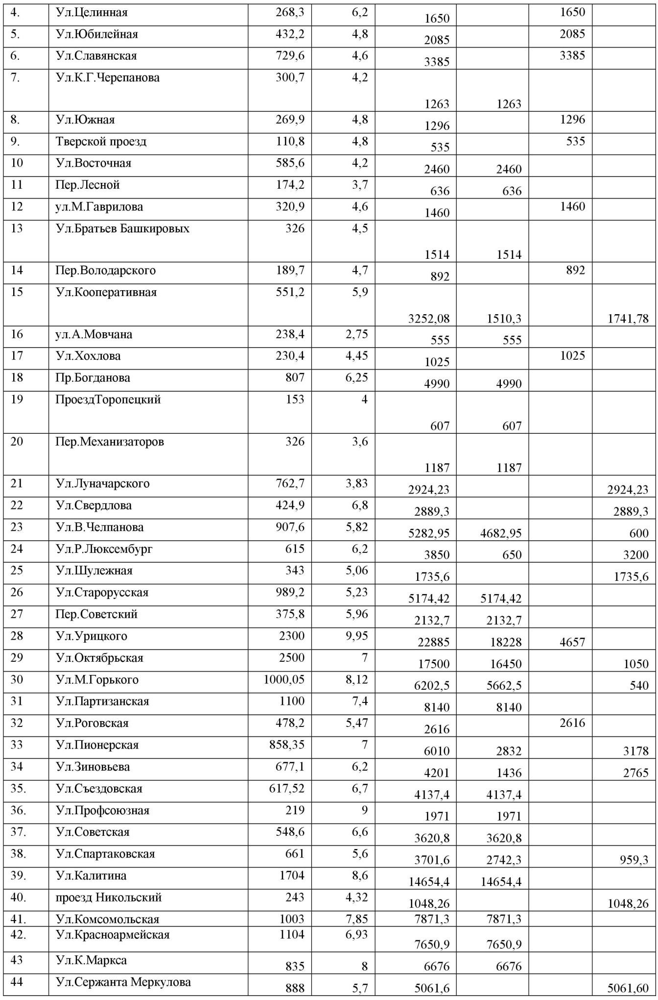 4. Ул.Целинная 268,3 6,2 1650 1650
5. Ул.Юбилейная 432,2 4,8 2085 2085
6. Ул.Славянская 729,6 4,6 3385 3385
7. Ул.К.Г.Черепанова 300,7 4,2 1263 1263
8. Ул.Южная 269,9 4,8 1296 1296
9. Тверской проезд 110,8 4,8 535 535
10 Ул.Восточная 585,6 4,2 2460 2460
11 Пер.Лесной 174,2 3,7 636 636
12 ул.М.Гаврилова 320,9 4,6 1460 1460
13 Ул.Братьев Башкировых 326 4,5 1514 1514
14 Пер.Володарского 189,7 4,7 892 892
15 Ул.Кооперативная 551,2 5,9 3252,08 1510,3 1741,78
16 ул.А.Мовчана 238,4 2,75 555 555
17 Ул.Хохлова 230,4 4,45 1025 1025
18 Пр.Богданова 807 6,25 4990 4990
19 ПроездТоропецкий 153 4 607 607
20 Пер.Механизаторов 326 3,6 1187 1187
21 Ул.Луначарского 762,7 3,83 2924,23 2924,23
22 Ул.Свердлова 424,9 6,8 2889,3 2889,3
23 Ул.В.Челпанова 907,6 5,82 5282,95 4682,95 600
24 Ул.Р.Люксембург 615 6,2 3850 650 3200
25 Ул.Шулежная 343 5,06 1735,6 1735,6
26 Ул.Старорусская 989,2 5,23 5174,42 5174,42
27 Пер.Советский 375,8 5,96 2132,7 2132,7
28 Ул.Урицкого 2300 9,95 22885 18228 4657
29 Ул.Октябрьская 2500 7 17500 16450 1050
30 Ул.М.Горького 1000,05 8,12 6202,5 5662,5 540
31 Ул.Партизанская 1100 7,4 8140 8140
32 Ул.Роговская 478,2 5,47 2616 2616
33 Ул.Пионерская 858,35 7 6010 2832 3178
34 Ул.Зиновьева 677,1 6,2 4201 1436 2765
35. Ул.Съездовская 617,52 6,7 4137,4 4137,4
36. Ул.Профсоюзная 219 9 1971 1971
37. Ул.Советская 548,6 6,6 3620,8 3620,8
38. Ул.Спартаковская 661 5,6 3701,6 2742,3 959,3
39. Ул.Калитина 1704 8,6 14654,4 14654,4
40. проезд Никольский 243 4,32 1048,26 1048,26
41. Ул.Комсомольская 1003 7,85 7871,3 7871,3
42. Ул.Красноармейская 1104 6,93 7650,9 7650,9
43 Ул.К.Маркса 835 8 6676 6676
44 Ул.Сержанта Меркулова 888 5,7 5061,6 5061,60